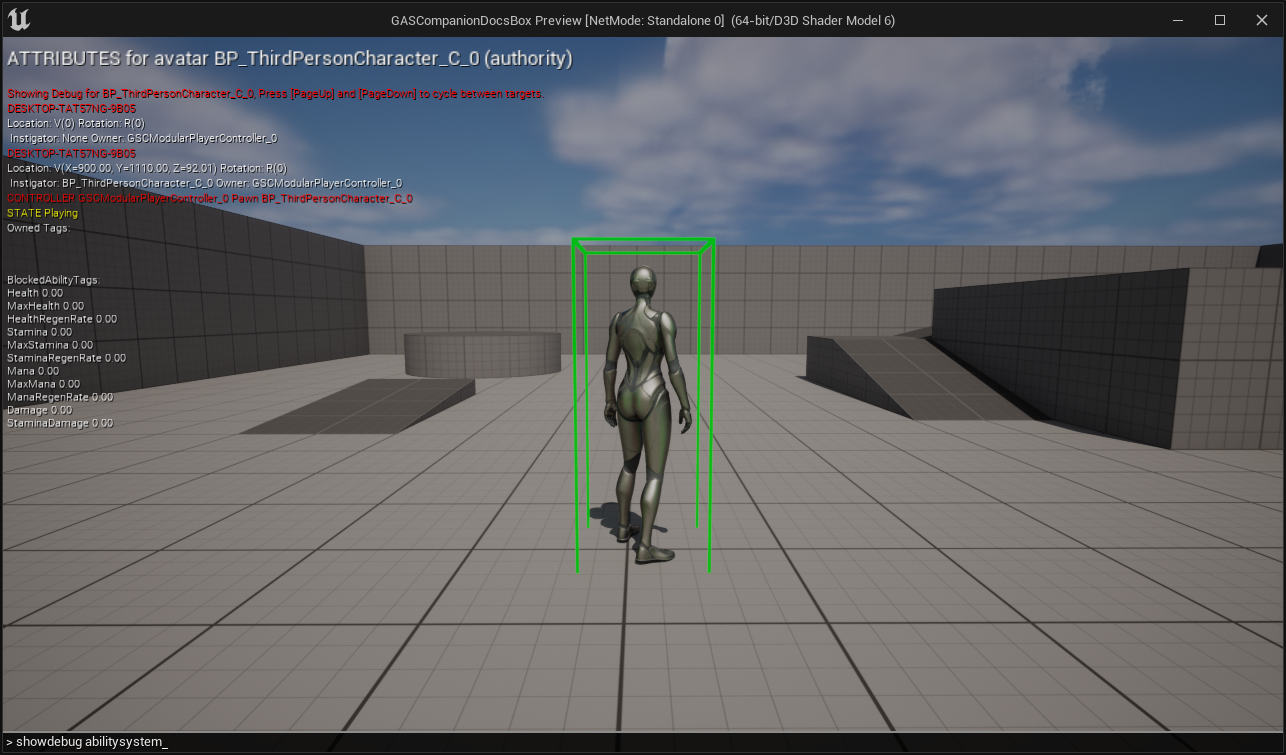 GASCompanionDocsBox Preview [NetMode: Standalone 0]  (64-bit/D3D Shader Model 6)
ATTRIBUTES for avatar BP_ThirdPersonCharacter_C_0 (authority)
Showing Debug for BP_ThirdPersonCharacter_C_0, Press [PageUp] and [PageDown] to cycle between targets.
DESKTOP-TAT57NG-9B05
Location: V(0) Rotation: R(0)
Instigator: None Owner: GSCModularPlayerController_0
DESKTOP-TAT57NG-9B05
Location: V(X=900.00, Y=1110.00, Z=92.01) Rotation: R(0)
Instigator: BP_ThirdPersonCharacter_C_0 Owner: GSCModularPlayerController_0
CONTROLLER GSCModularPlayerController_0 Pawn BP_ThirdPersonCharacter_C_0
STATE Playing
Owned Tags:
BlockedAbilityTags:
Health 0.00
MaxHealth 0.00
HealthRegenRate 0.00
Stamina 0.00
MaxStamina 0.00
StaminaRegenRate 0.00
Mana 0.00
MaxMana 0.00
ManaRegenRate 0.00
Damage 0.00
StaminaDamage 0.00
> showdebug abilitysystem_